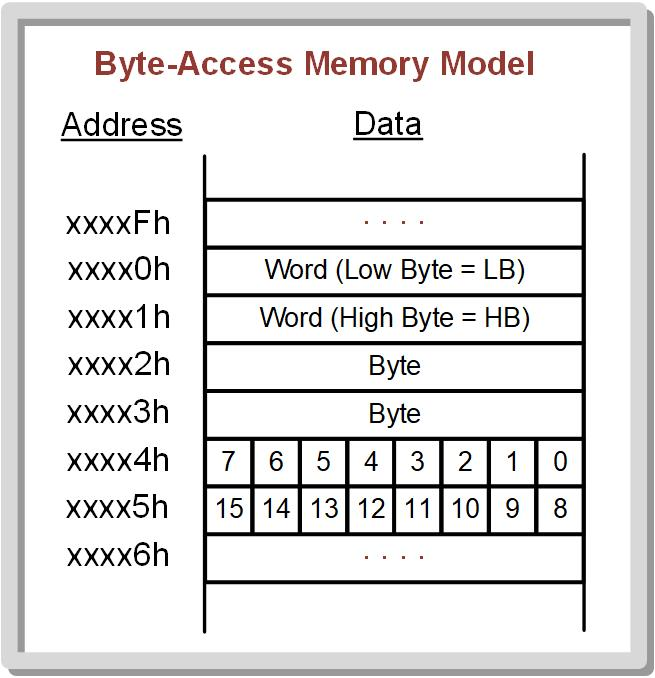 Byte-Access Memory Model
Address Data
xxxxFh . . . .
xxxx0h Word (Low Byte = LB)
xxxx1h Word (High Byte = HB)
xxxx2h Byte
xxxx3h Byte
xxxx4h 7 6 5 4 3 2 1 0
xxxx5h 15 14 13 12 11 10 9 8
xxxx6h . . . .